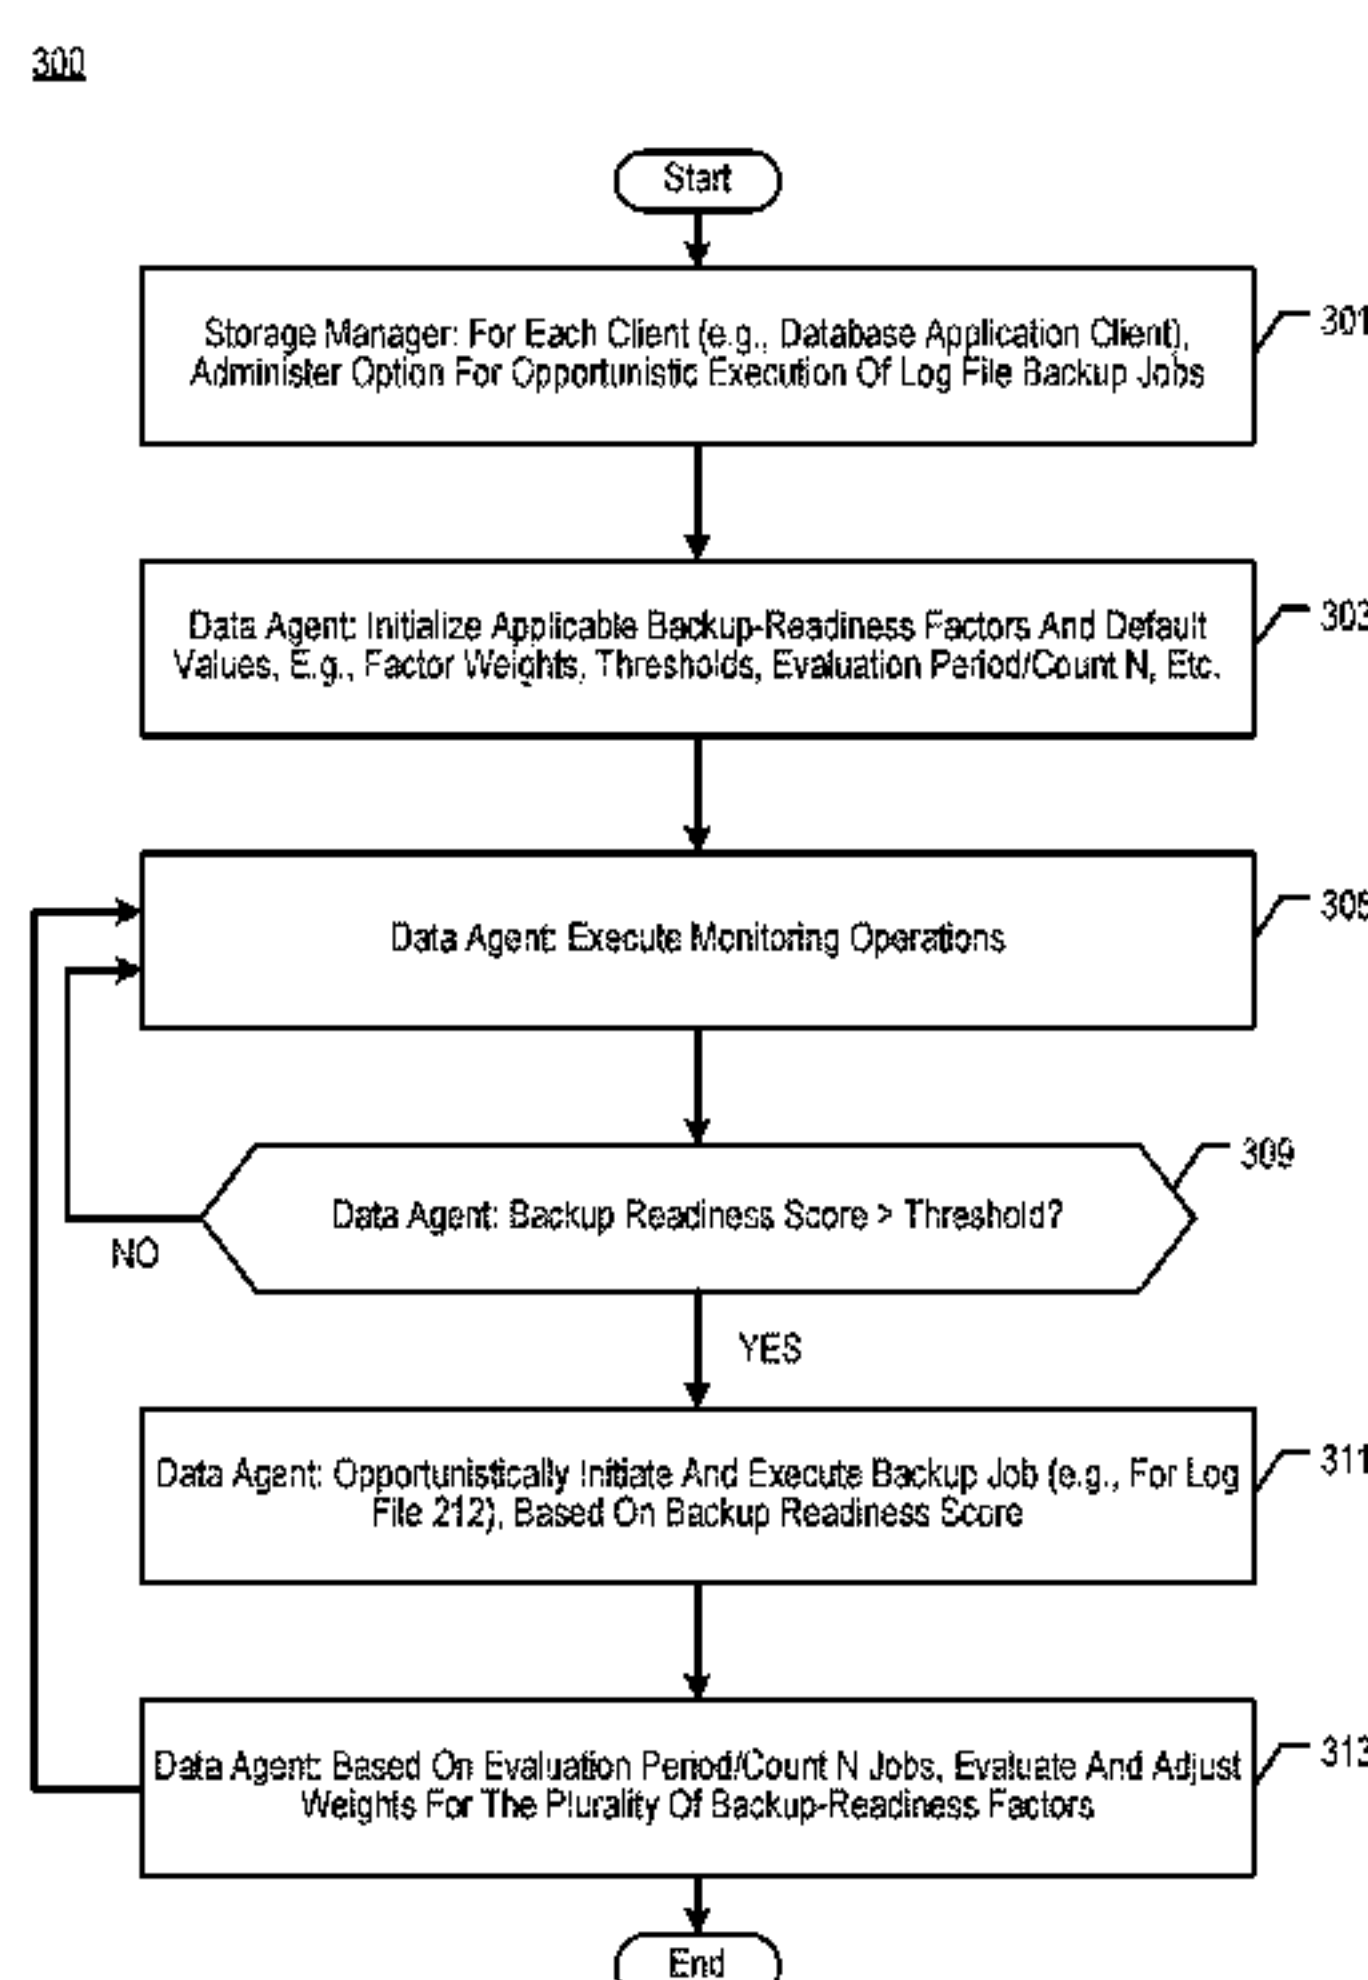 300
Start
Storage Manager: For Each Client (e.g., Database Application Client),
Administer Option For Opportunistic Execution Of Log File Backup Jobs
301
Data Agent: Initialize Applicable Backup-Readiness Factors And Default
Values, E.g., Factor Weights, Thresholds, Evaluation Period/Count N, Etc.
303
Data Agent: Execute Monitoring Operations
305
Data Agent: Backup Readiness Score > Threshold?
309
NO
YES
Data Agent: Opportunistically Initiate And Execute Backup Job (e.g., For Log
File 212), Based On Backup Readiness Score
311
Data Agent: Based On Evaluation Period/Count N Jobs, Evaluate And Adjust
Weights For The Plurality Of Backup-Readiness Factors
313
End